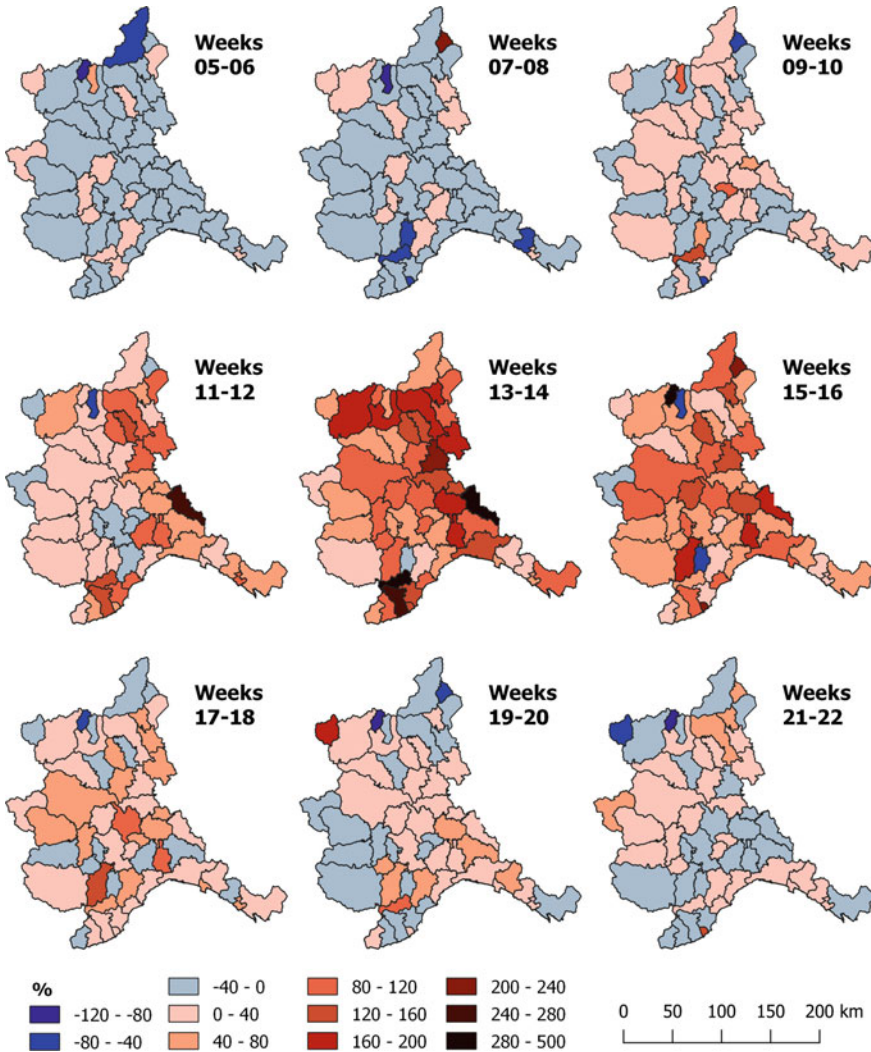 Weeks
05-06
Weeks
07-08
Weeks
09-10
Weeks
11-12
Weeks
13-14
Weeks
15-16
Weeks
17-18
Weeks
19-20
Weeks
21-22
%
-120 - -80
-80 - -40
-40 - 0
0 - 40
40 - 80
80 - 120
120 - 160
160 - 200
200 - 240
240 - 280
280 - 500
0 50 100 150 200 km